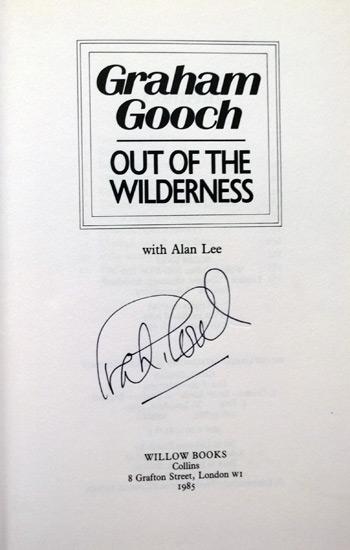 Graham
Gooch
OUT OF THE
WILDERNESS
with Alan Lee
WILLOW BOOKS
Collins
8 Grafton Street, London W1
1985